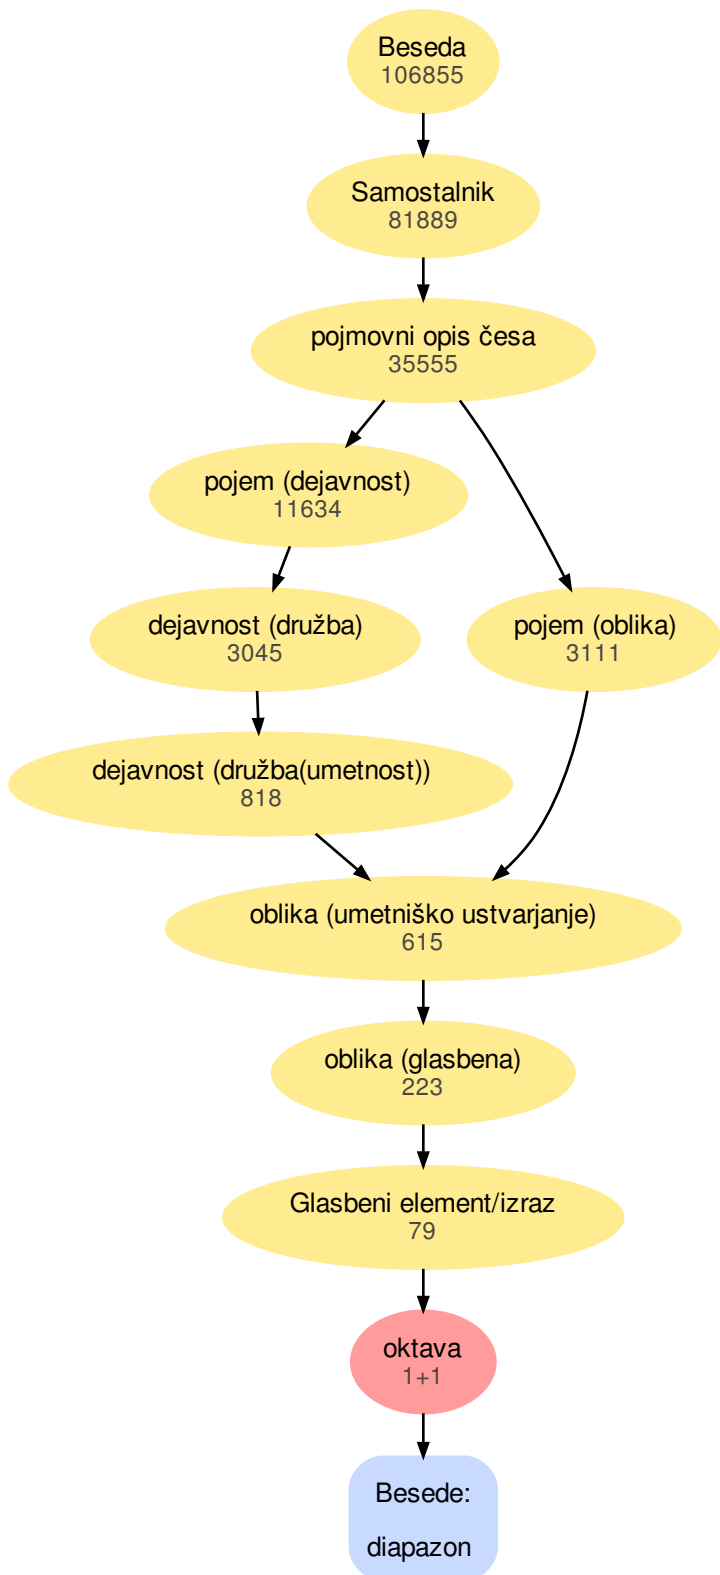 Beseda
106855
Samostalnik
81889
pojmovni opis česa
35555
pojem (dejavnost)
11634
dejavnost (družba)
3045
pojem (oblika)
3111
dejavnost (družba(umetnost))
818
oblika (umetniško ustvarjanje)
615
oblika (glasbena)
223
Glasbeni element/izraz
79
oktava
1+1
Besede:
diapazon